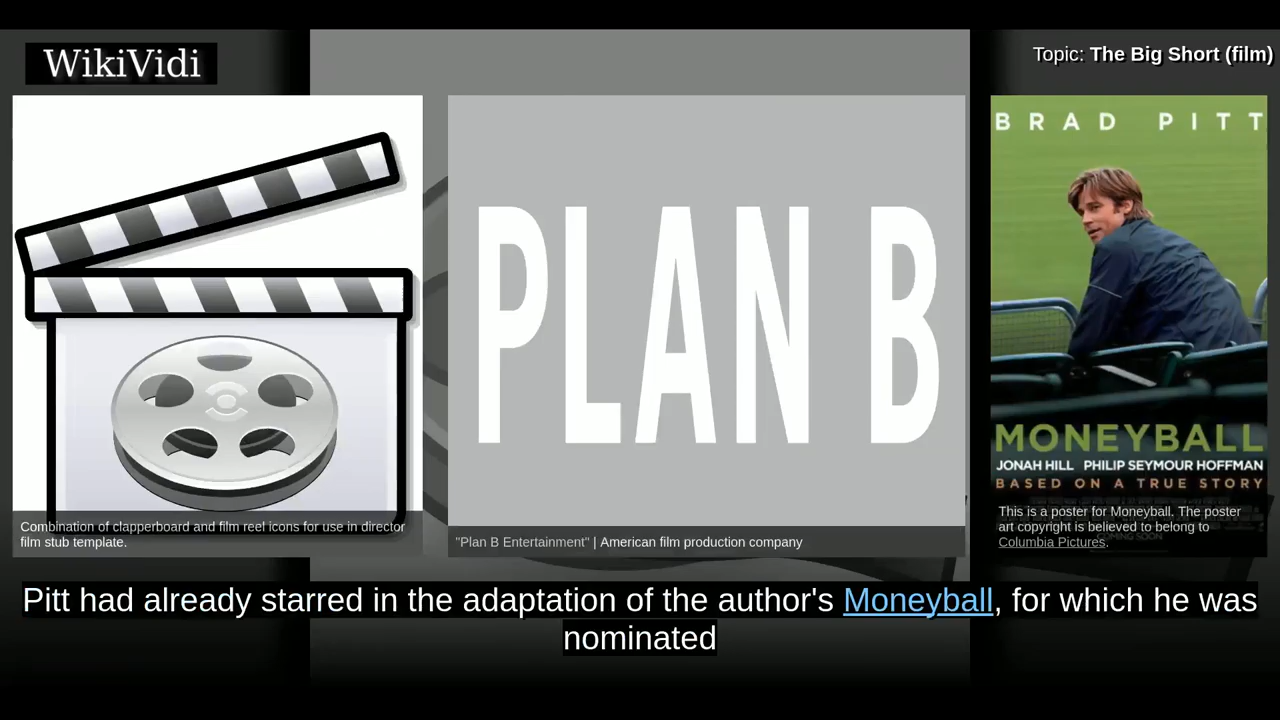 WikiVidi
Topic: The Big Short (film)
BRAD PITT
PLAN B
MONEYBALL
JONAH HILL PHILIP SEYMOUR HOFFMAN
BASED ON A TRUE STORY
Combination of clapperboard and film reel icons for use in director
film stub template.
"Plan B Entertainment" | American film production company
This is a poster for Moneyball. The poster
art copyright is believed to belong to
Columbia Pictures.
COMING SOON
Pitt had already starred in the adaptation of the author's Moneyball, for which he was
nominated